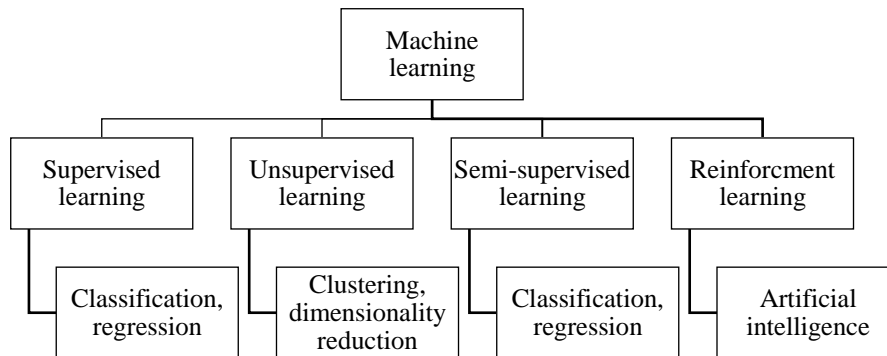 Machine
learning
Supervised
learning
Unsupervised
learning
Semi-supervised
learning
Reinforcment
learning
Classification,
regression
Clustering,
dimensionality
reduction
Classification,
regression
Artificial
intelligence